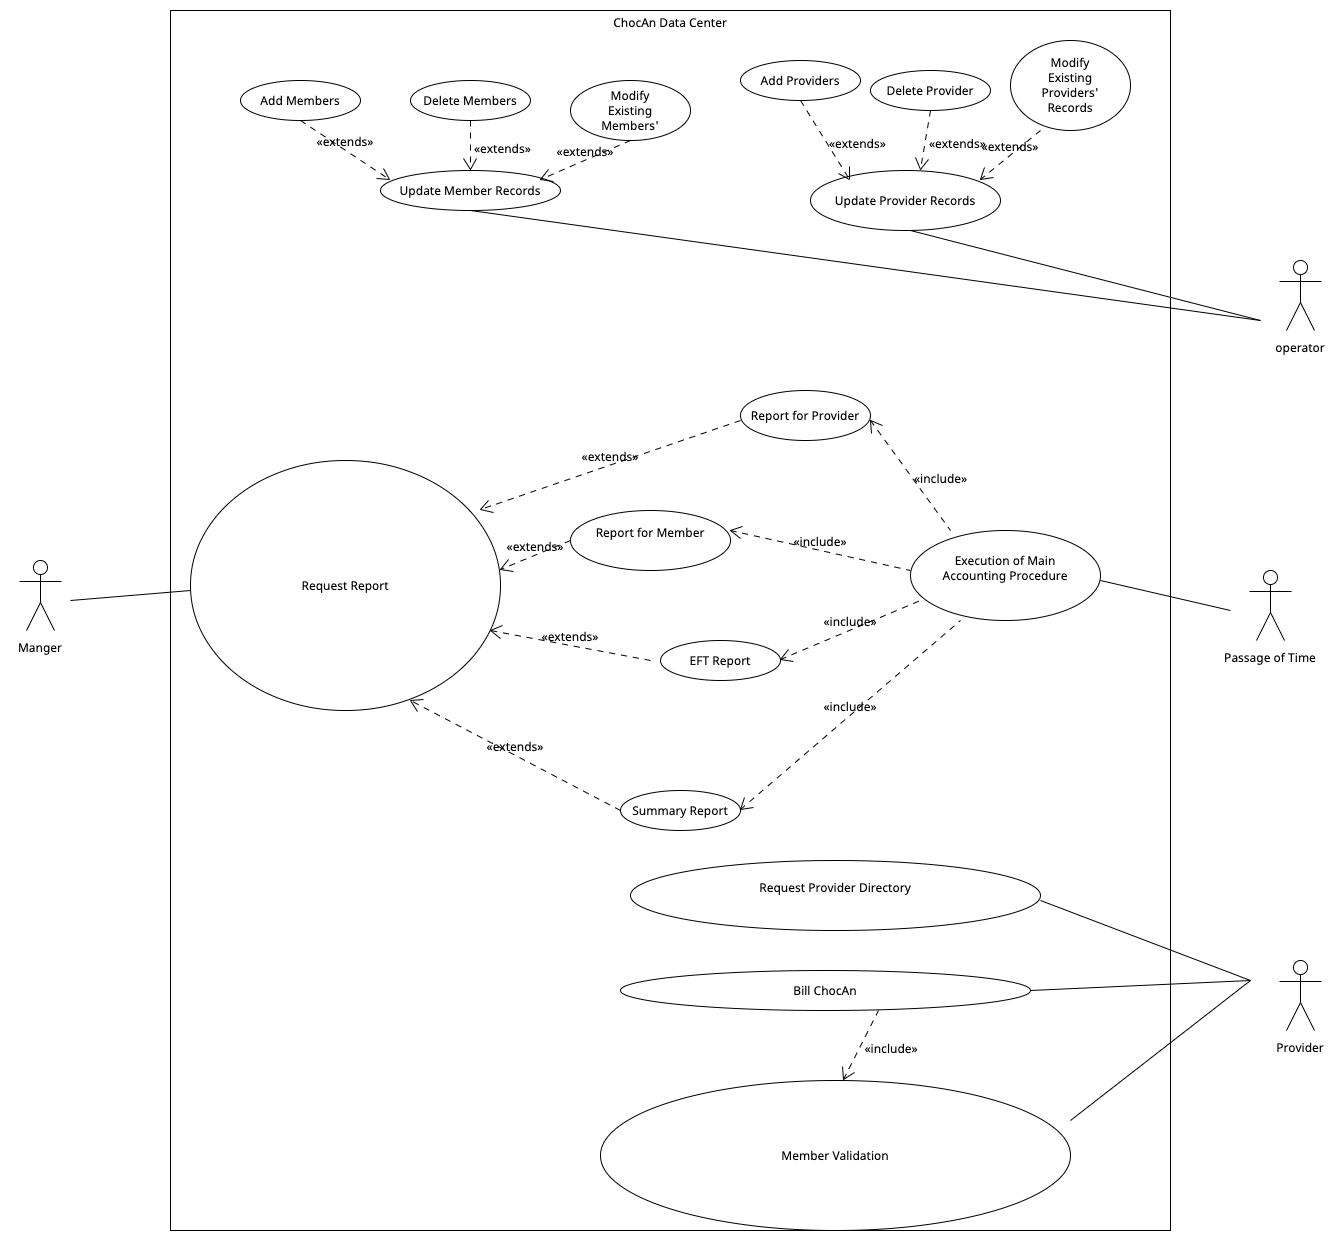 ChocAn Data Center
Add Members
Delete Members
Modify
Existing
Members'
Add Providers
Delete Provider
Modify
Existing
Providers'
Records
«extends»
«extends»
«extends»
«extends»
«extends»
«extends»
Update Member Records
Update Provider Records
operator
Report for Provider
«extends»
«include»
Report for Member
«extends»
«include»
Execution of Main
Accounting Procedure
Request Report
Manger
Passage of Time
«extends»
«include»
EFT Report
«include»
«extends»
Summary Report
Request Provider Directory
Bill ChocAn
«include»
Provider
Member Validation